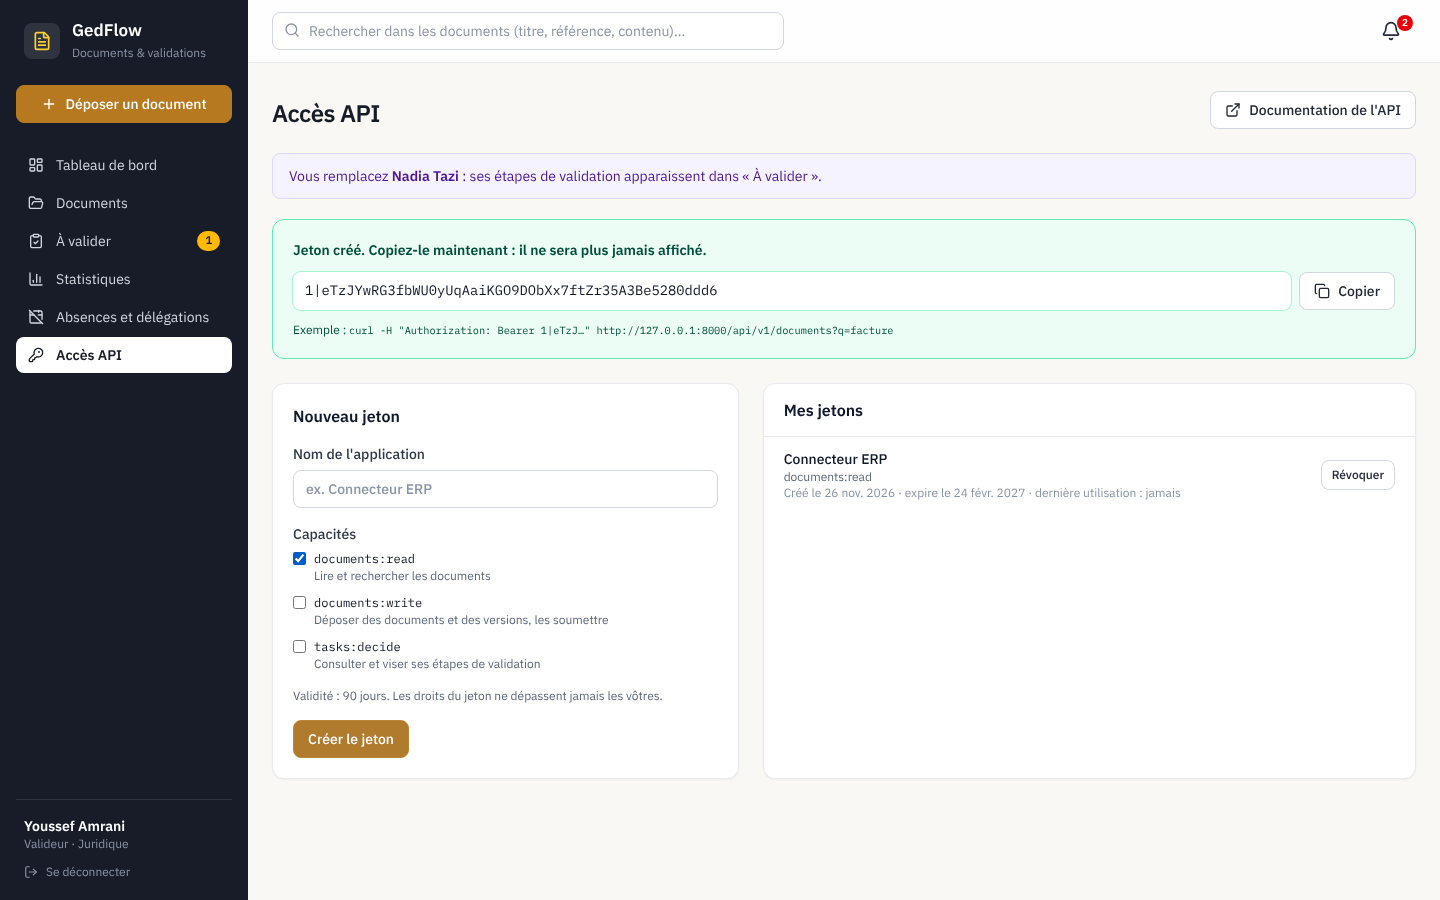 GedFlow
Documents & validations
Déposer un document
Tableau de bord
Documents
À valider
1
Statistiques
Absences et délégations
Accès API
Youssef Amrani
Valideur · Juridique
Se déconnecter
Rechercher dans les documents (titre, référence, contenu)...
2
Accès API
Documentation de l'API
Vous remplacez Nadia Tazi : ses étapes de validation apparaissent dans « À valider ».
Jeton créé. Copiez-le maintenant : il ne sera plus jamais affiché.
1|eTzJYwRG3fbWU0yUqAaiKGO9DObXx7ftZr35A3Be5280ddd6
Copier
Exemple : curl -H "Authorization: Bearer 1|eTzJ…" http://127.0.0.1:8000/api/v1/documents?q=facture
Nouveau jeton
Nom de l'application
ex. Connecteur ERP
Capacités
documents:read
Lire et rechercher les documents
documents:write
Déposer des documents et des versions, les soumettre
tasks:decide
Consulter et viser ses étapes de validation
Validité : 90 jours. Les droits du jeton ne dépassent jamais les vôtres.
Créer le jeton
Mes jetons
Connecteur ERP
documents:read
Créé le 26 nov. 2026 · expire le 24 févr. 2027 · dernière utilisation : jamais
Révoquer